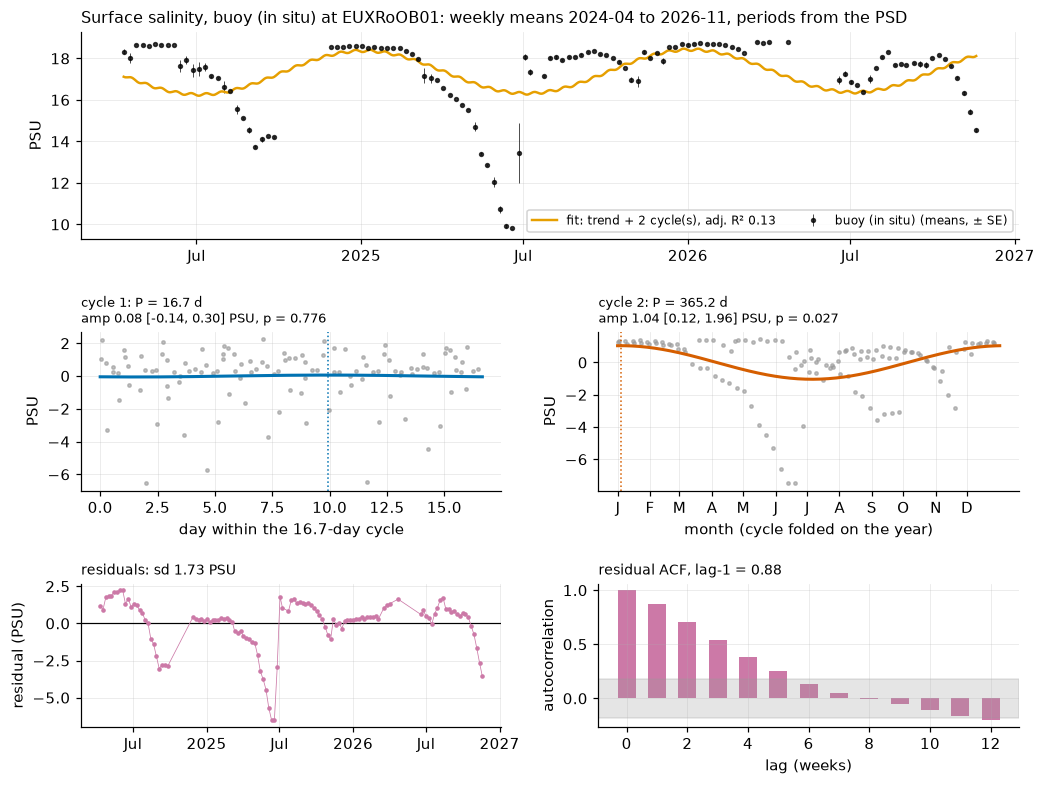 Surface salinity, buoy (in situ) at EUXRoOB01: weekly means 2024-04 to 2026-11, periods from the PSD
18
16
14
12
10
PSU
fit: trend + 2 cycle(s), adj. R² 0.13
buoy (in situ) (means, ± SE)
Jul 2025 Jul 2026 Jul 2027
cycle 1: P = 16.7 d
amp 0.08 [-0.14, 0.30] PSU, p = 0.776
2
0
−2
−4
−6
PSU
0.0 2.5 5.0 7.5 10.0 12.5 15.0
day within the 16.7-day cycle
cycle 2: P = 365.2 d
amp 1.04 [0.12, 1.96] PSU, p = 0.027
0
−2
−4
−6
PSU
J F M A M J J A S O N D
month (cycle folded on the year)
residuals: sd 1.73 PSU
2.5
0.0
−2.5
−5.0
residual (PSU)
Jul 2025 Jul 2026 Jul 2027
residual ACF, lag-1 = 0.88
1.0
0.5
0.0
autocorrelation
0 2 4 6 8 10 12
lag (weeks)